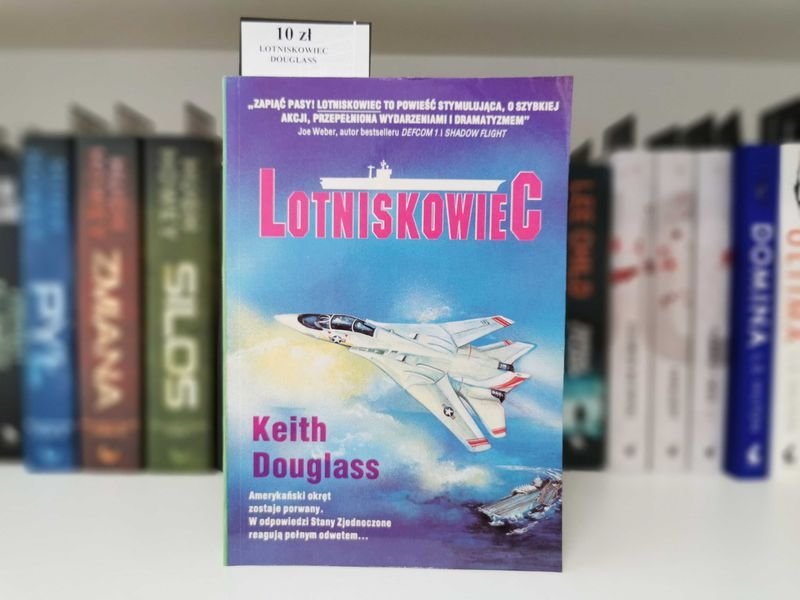 10 zł
LOTNISKOWIEC
DOUGLASS
„ZAPIĄĆ PASY! LOTNISKOWIEC TO POWIEŚĆ STYMULUJĄCA, O SZYBKIEJ
AKCJI, PRZEPEŁNIONA WYDARZENIAMI I DRAMATYZMEM”
Joe Weber, autor bestselleru DEFCOM 1 i SHADOW FLIGHT
LOTNISKOWIEC
Keith
Douglass
Amerykański okręt
zostaje porwany.
W odpowiedzi Stany Zjednoczone
reagują pełnym odwetem...
PYŁ
ZMIANA
SILOS
LEE CHILD
DOMINA